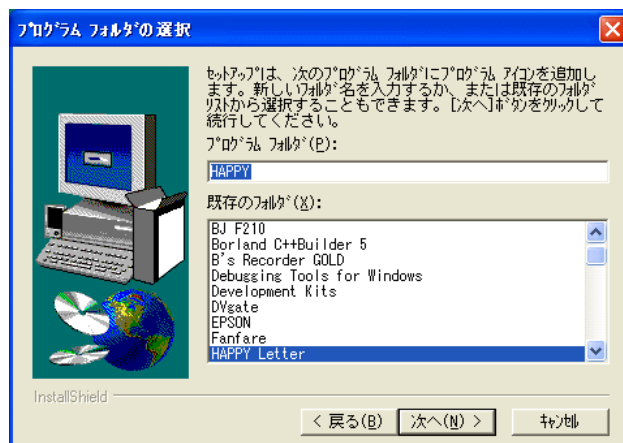 ﾌﾟﾛｸﾞﾗﾑ ﾌｫﾙﾀﾞの選択
ｾｯﾄｱｯﾌﾟは、次のﾌﾟﾛｸﾞﾗﾑ ﾌｫﾙﾀﾞにﾌﾟﾛｸﾞﾗﾑ ｱｲｺﾝを追加し
ます。新しいﾌｫﾙﾀﾞ名を入力するか、または既存のﾌｫﾙﾀﾞ
ﾘｽﾄから選択することもできます。[次へ]ﾎﾞﾀﾝをｸﾘｯｸして
続行してください。
ﾌﾟﾛｸﾞﾗﾑ ﾌｫﾙﾀﾞ(P):
HAPPY
既存のﾌｫﾙﾀﾞ(X):
BJ F210
Borland C++Builder 5
B's Recorder GOLD
Debugging Tools for Windows
Development Kits
DVgate
EPSON
Fanfare
HAPPY Letter
InstallShield
< 戻る(B) 次へ(N) > ｷｬﾝｾﾙ